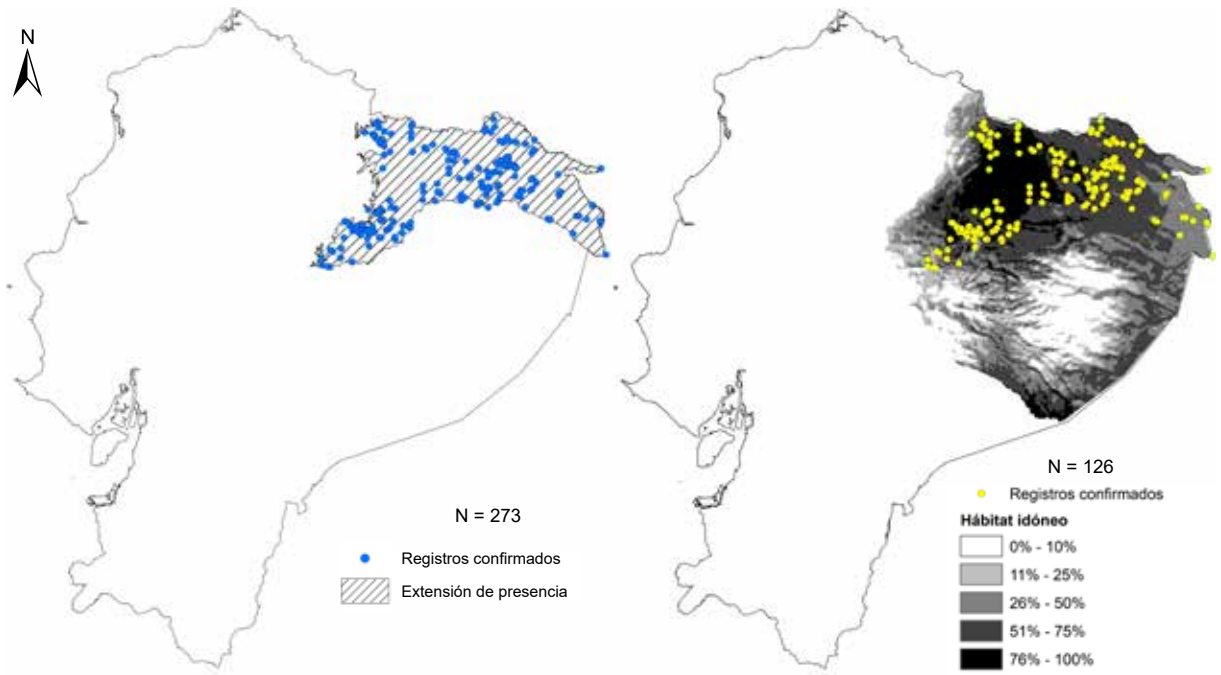 N
N = 273
Registros confirmados
Extensión de presencia
N = 126
Registros confirmados
Hábitat idóneo
0% - 10%
11% - 25%
26% - 50%
51% - 75%
76% - 100%